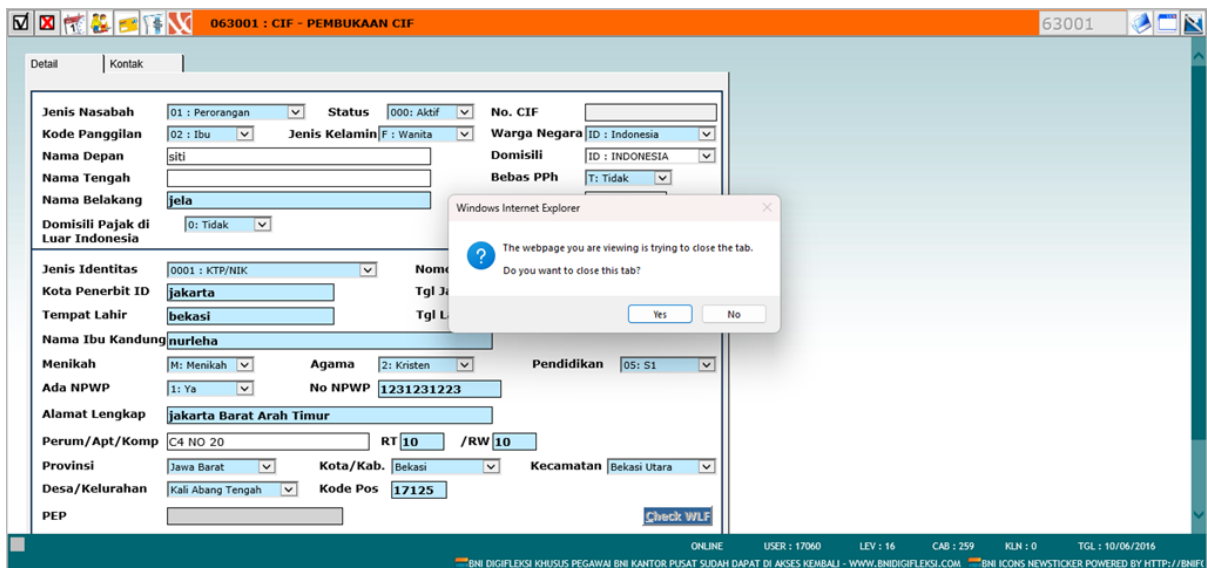 063001 : CIF - PEMBUKAAN CIF 63001
Detail Kontak
Jenis Nasabah 01 : Perorangan Status 000: Aktif No. CIF
Kode Panggilan 02 : Ibu Jenis Kelamin F : Wanita Warga Negara ID : Indonesia
Nama Depan siti Domisili ID : INDONESIA
Nama Tengah Bebas PPh T: Tidak
Nama Belakang jela
Domisili Pajak di Luar Indonesia 0: Tidak
Windows Internet Explorer
The webpage you are viewing is trying to close the tab.
Do you want to close this tab?
Yes No
Jenis Identitas 0001 : KTP/NIK
Kota Penerbit ID jakarta Tgl
Tempat Lahir bekasi Tgl
Nama Ibu Kandung nurleha
Menikah M: Menikah Agama 2: Kristen Pendidikan 05: S1
Ada NPWP 1: Ya No NPWP 1231231223
Alamat Lengkap jakarta Barat Arah Timur
Perum/Apt/Komp C4 NO 20 RT 10 /RW 10
Provinsi Jawa Barat Kota/Kab. Bekasi Kecamatan Bekasi Utara
Desa/Kelurahan Kali Abang Tengah Kode Pos 17125
PEP Check WLF
ONLINE USER : 17060 LEV : 16 CAB : 259 KLN : 0 TGL : 10/06/2016
BNI DIGIFLEKSI KHUSUS PEGAWAI BNI KANTOR PUSAT SUDAH DAPAT DI AKSES KEMBALI - WWW.BNIDIGIFLEKSI.COM BNI ICONS NEWSTICKER POWERED BY HTTP://BNIF